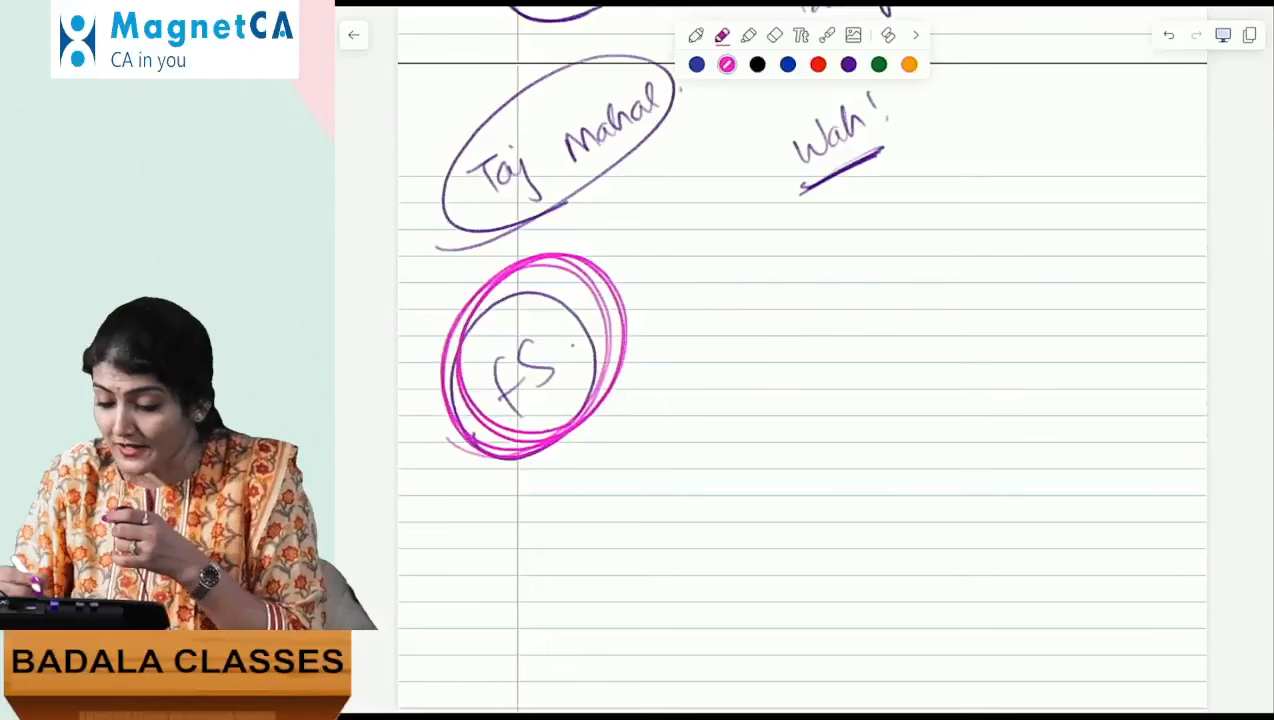 MagnetCA
CA in you
Taj Mahal
Wah!
FS
BADALA CLASSES